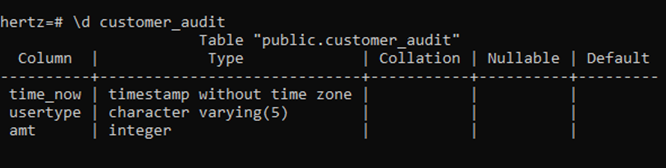 hertz=# \d customer_audit
Table "public.customer_audit"
Column | Type | Collation | Nullable | Default
----------+-----------------------------+-----------+----------+---------
time_now | timestamp without time zone | | |
usertype | character varying(5) | | |
amt | integer | | |